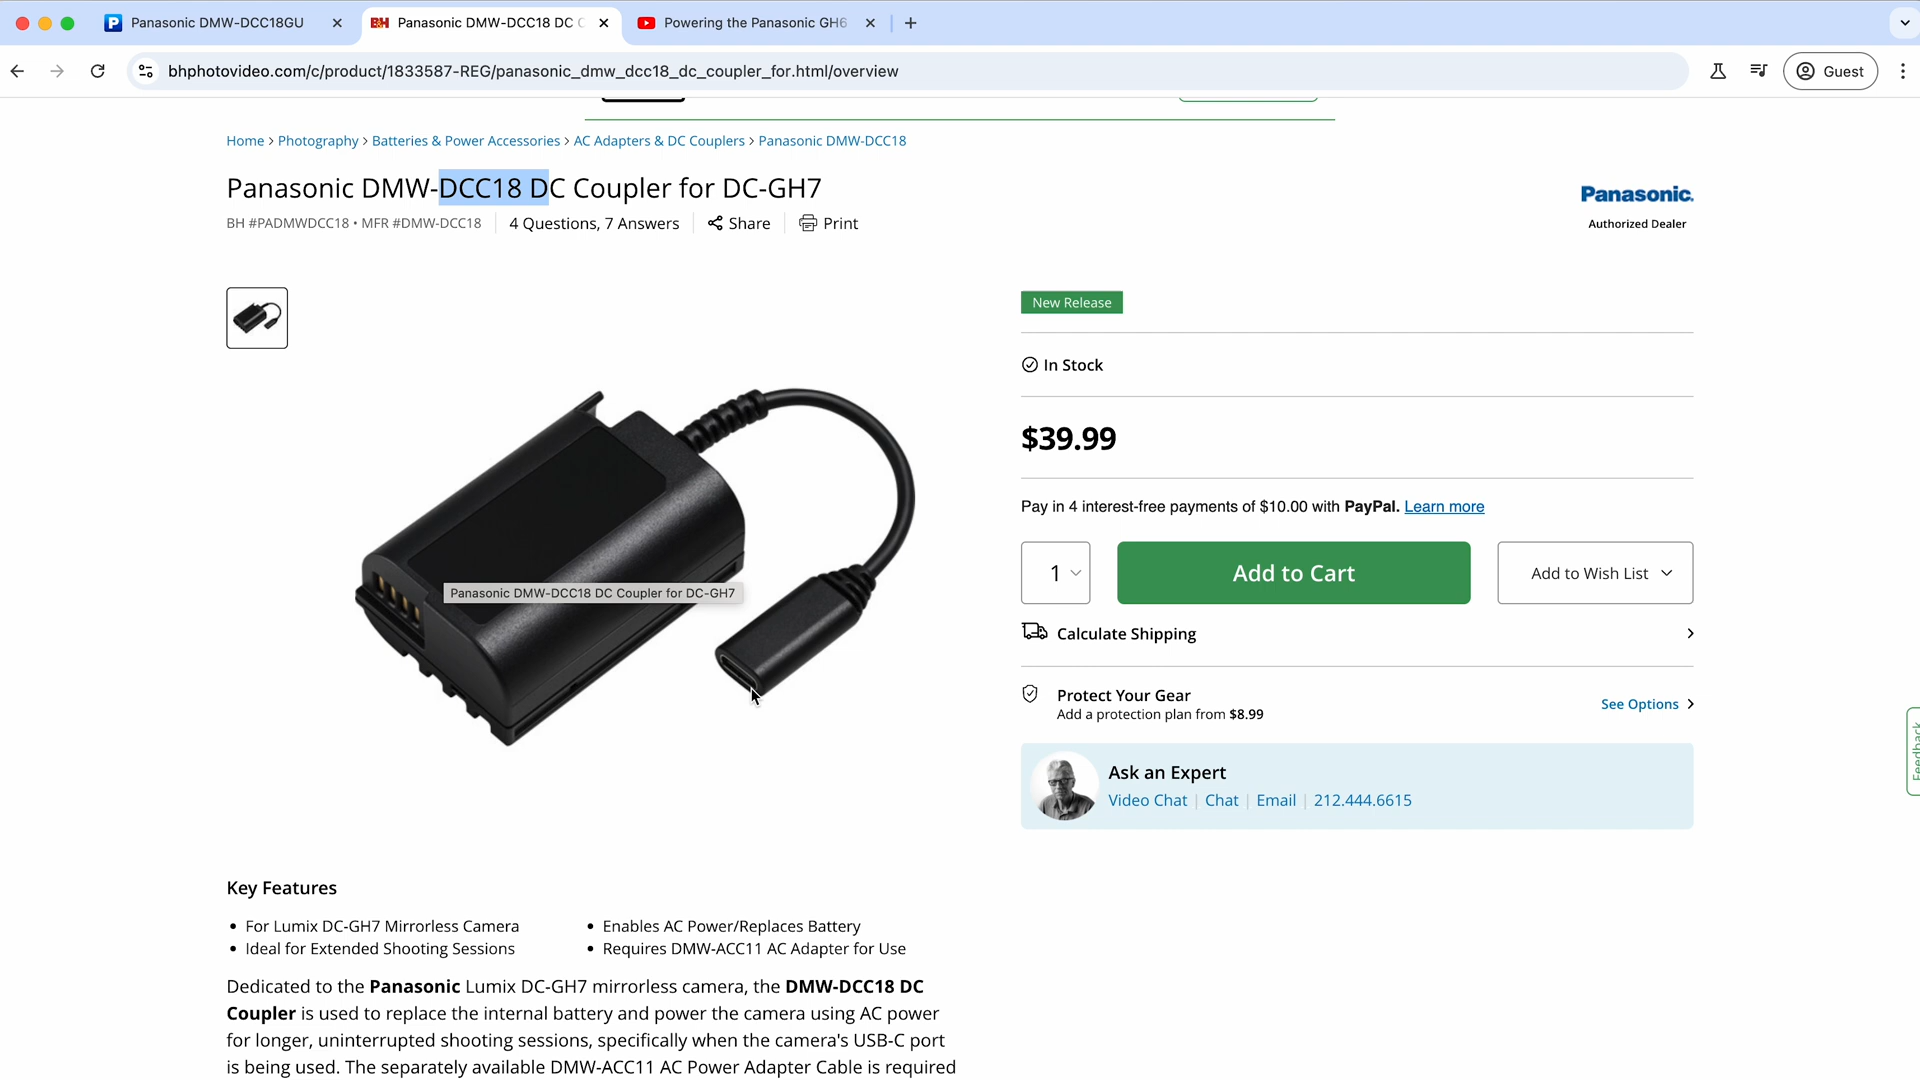 Panasonic DMW-DCC18GU
Panasonic DMW-DCC18 DC C
Powering the Panasonic GH6
bhphotovideo.com/c/product/1833587-REG/panasonic_dmw_dcc18_dc_coupler_for.html/overview
Guest
Home > Photography > Batteries & Power Accessories > AC Adapters & DC Couplers > Panasonic DMW-DCC18
Panasonic DMW-DCC18 DC Coupler for DC-GH7
BH #PADMWDCC18 • MFR #DMW-DCC18
4 Questions, 7 Answers
Share
Print
Panasonic.
Authorized Dealer
New Release
In Stock
$39.99
Pay in 4 interest-free payments of $10.00 with PayPal. Learn more
1
Add to Cart
Add to Wish List
Panasonic DMW-DCC18 DC Coupler for DC-GH7
Calculate Shipping
Protect Your Gear
Add a protection plan from $8.99
See Options
Feedback
Ask an Expert
Video Chat | Chat | Email | 212.444.6615
Key Features
• For Lumix DC-GH7 Mirrorless Camera
• Ideal for Extended Shooting Sessions
• Enables AC Power/Replaces Battery
• Requires DMW-ACC11 AC Adapter for Use
Dedicated to the Panasonic Lumix DC-GH7 mirrorless camera, the DMW-DCC18 DC
Coupler is used to replace the internal battery and power the camera using AC power
for longer, uninterrupted shooting sessions, specifically when the camera's USB-C port
is being used. The separately available DMW-ACC11 AC Power Adapter Cable is required